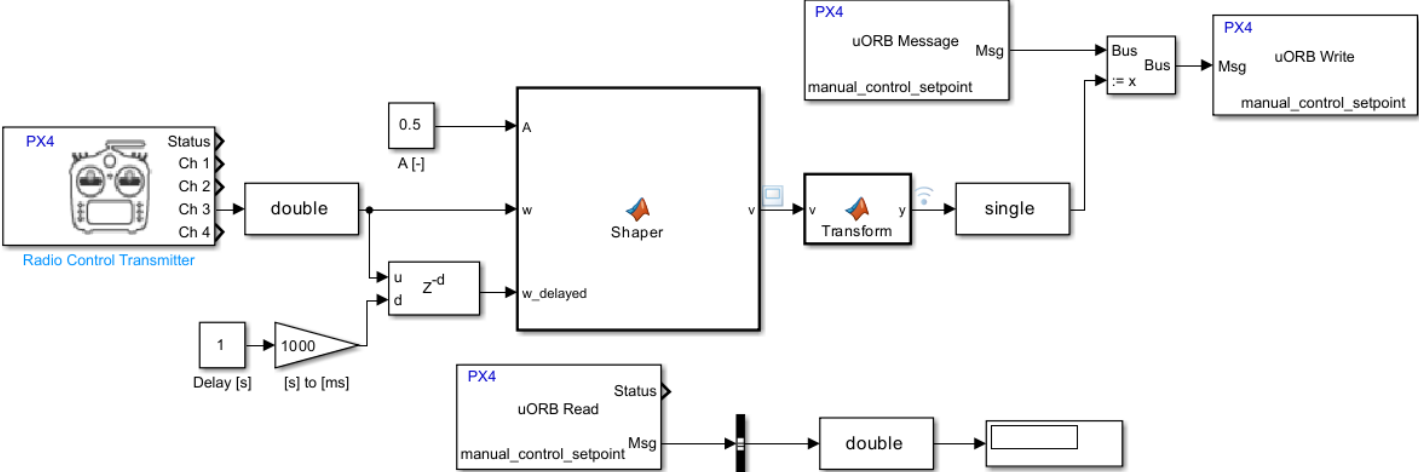 PX4
uORB Message
Msg
manual_control_setpoint
Bus
:= x
Bus
PX4
Msg
uORB Write
manual_control_setpoint
0.5
A [-]
PX4
Status
Ch 1
Ch 2
Ch 3
Ch 4
Radio Control Transmitter
double
u
d
Z-d
1
Delay [s]
1000
[s] to [ms]
A
w
w_delayed
Shaper
v
v
y
Transform
single
PX4
Status
uORB Read
Msg
manual_control_setpoint
double